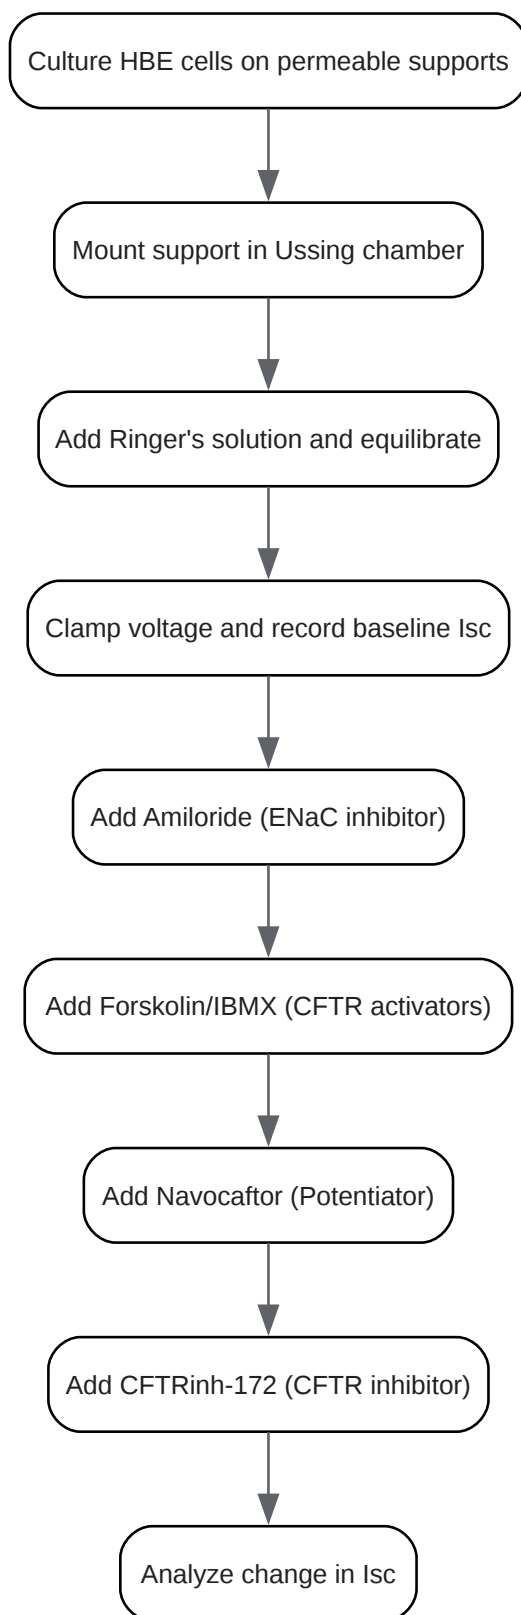 Culture HBE cells on permeable supports
Mount support in Ussing chamber
Add Ringer's solution and equilibrate
Clamp voltage and record baseline Isc
Add Amiloride (ENaC inhibitor)
Add Forskolin/IBMX (CFTR activators)
Add Navocaftor (Potentiator)
Add CFTRinh-172 (CFTR inhibitor)
Analyze change in Isc